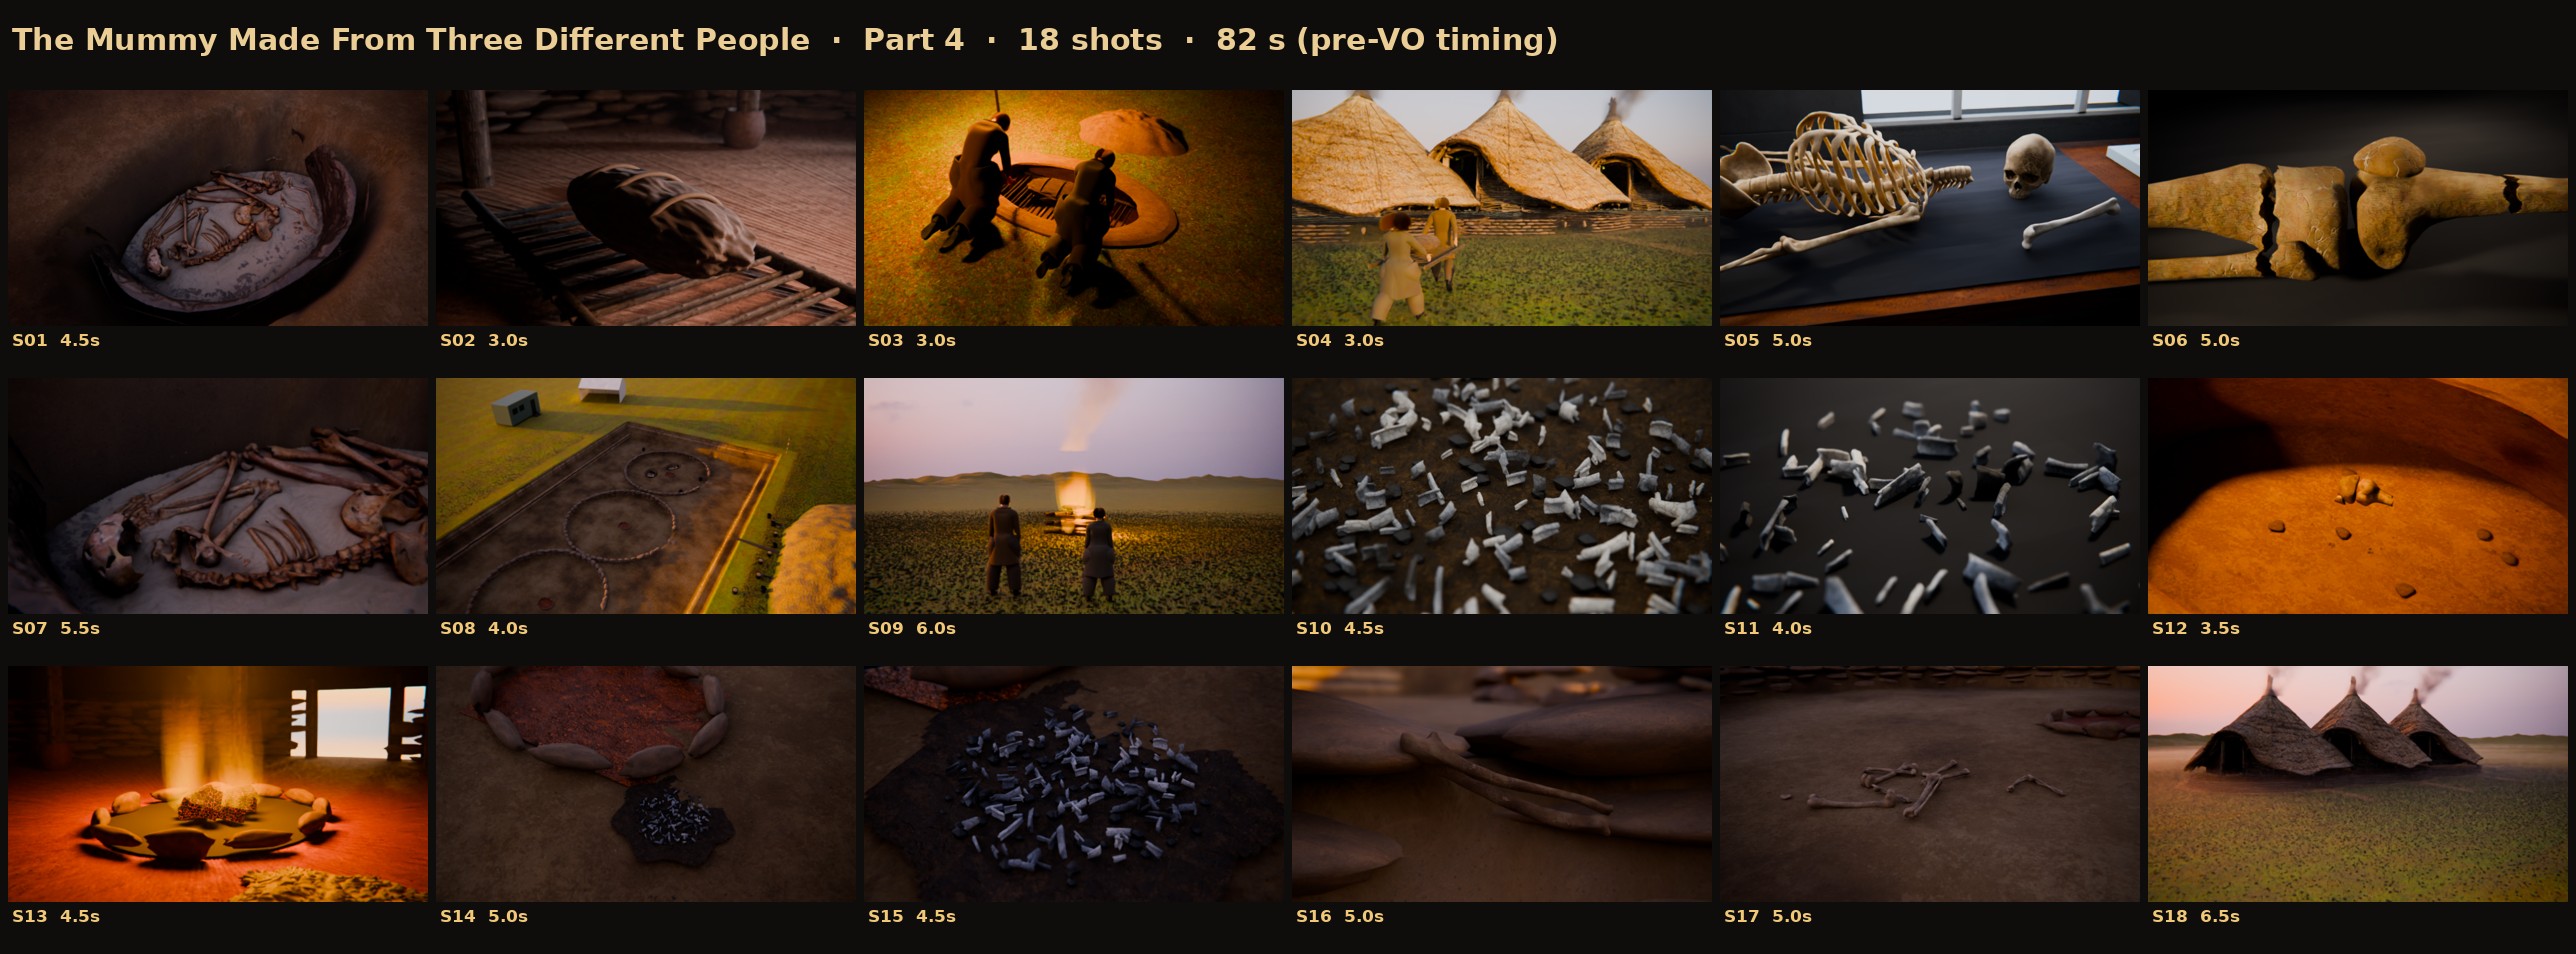 The Mummy Made From Three Different People · Part 4 · 18 shots · 82 s (pre-VO timing)
S01 4.5s
S02 3.0s
S03 3.0s
S04 3.0s
S05 5.0s
S06 5.0s
S07 5.5s
S08 4.0s
S09 6.0s
S10 4.5s
S11 4.0s
S12 3.5s
S13 4.5s
S14 5.0s
S15 4.5s
S16 5.0s
S17 5.0s
S18 6.5s